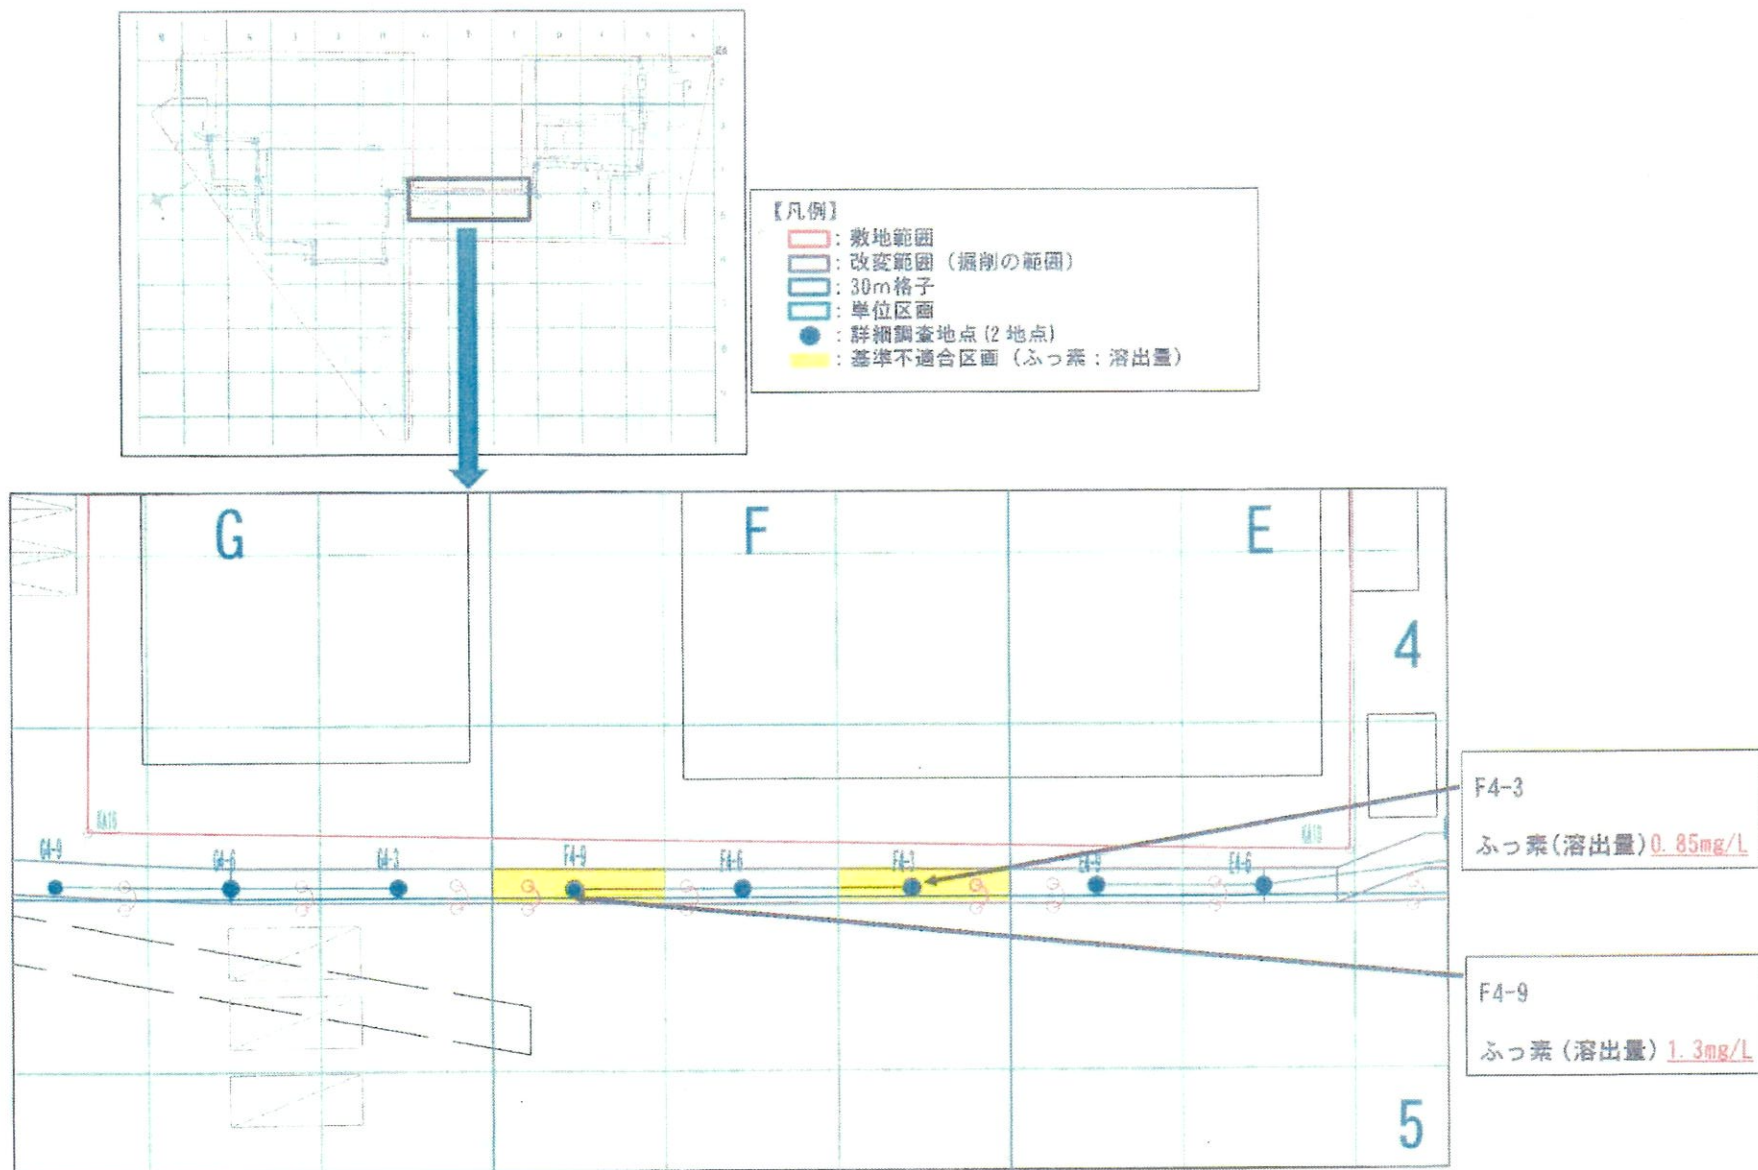 【凡例】
: 敷地範囲
: 改変範囲（掘削の範囲）
: 30m格子
: 単位区画
: 詳細調査地点(2 地点)
: 基準不適合区画（ふっ素：溶出量）
G F E
4
F4-3
ふっ素(溶出量) 0.85mg/L
KA15
G4-9 G4-6 G4-3 F4-9 F4-6 F4-3 E4-9 E4-6
F4-9
ふっ素(溶出量) 1.3mg/L
5